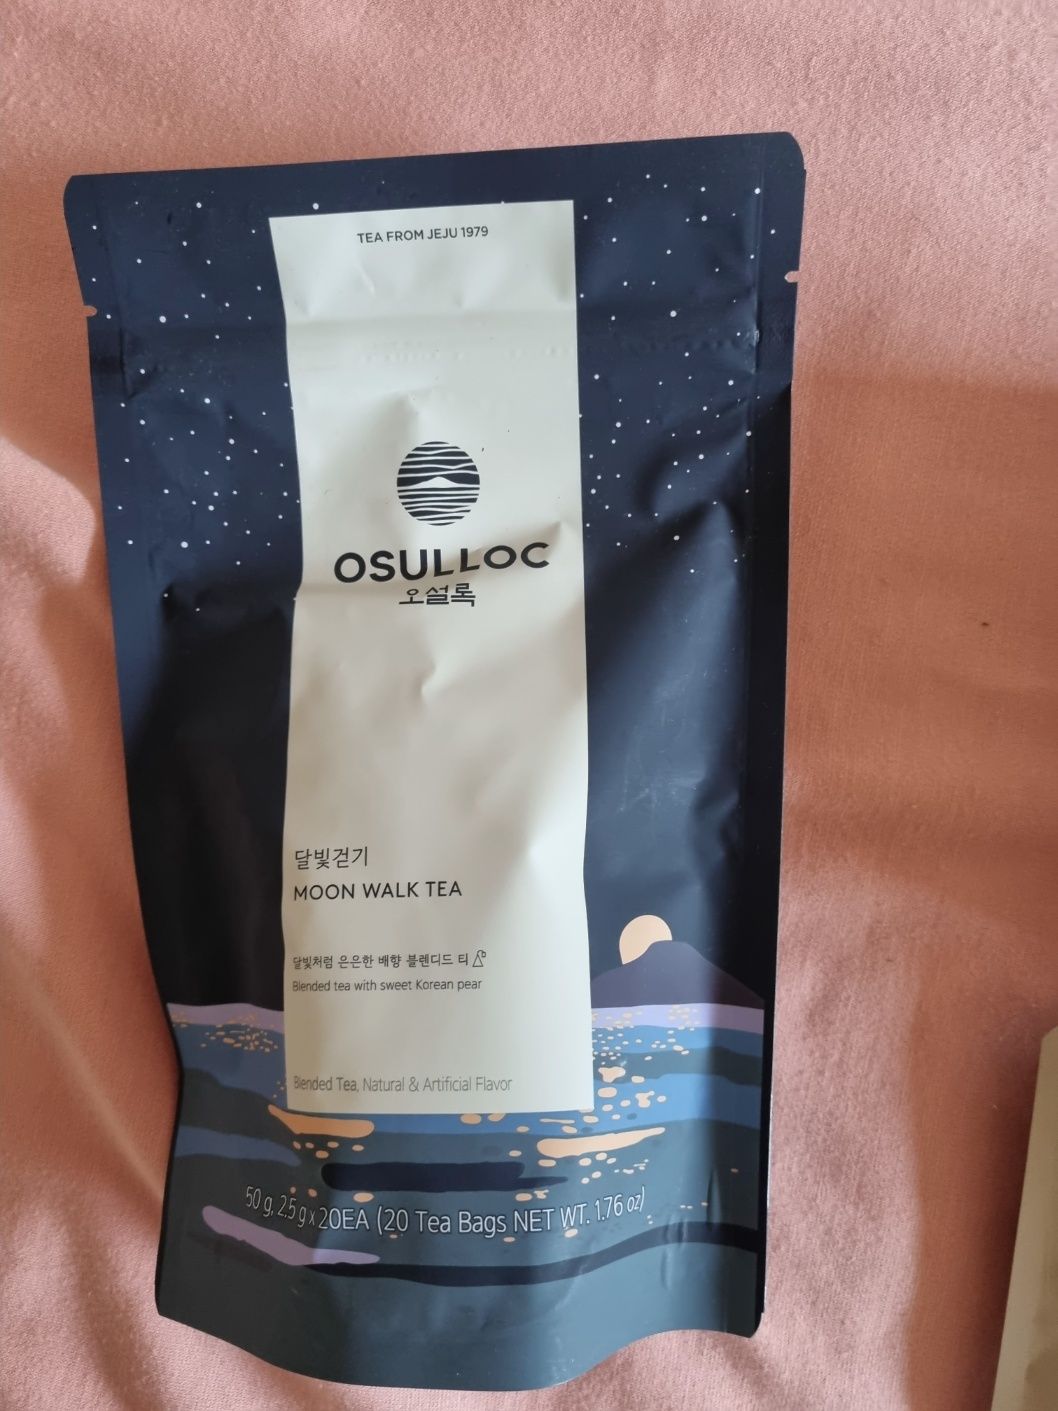 TEA FROM JEJU 1979
OSULLOC
오설록
달빛걷기
MOON WALK TEA
달빛처럼 은은한 배향 블렌디드 티
Blended tea with sweet Korean pear
Blended Tea, Natural & Artificial Flavor
50 g, 2.5 g x 20EA (20 Tea Bags NET WT. 1.76 oz)